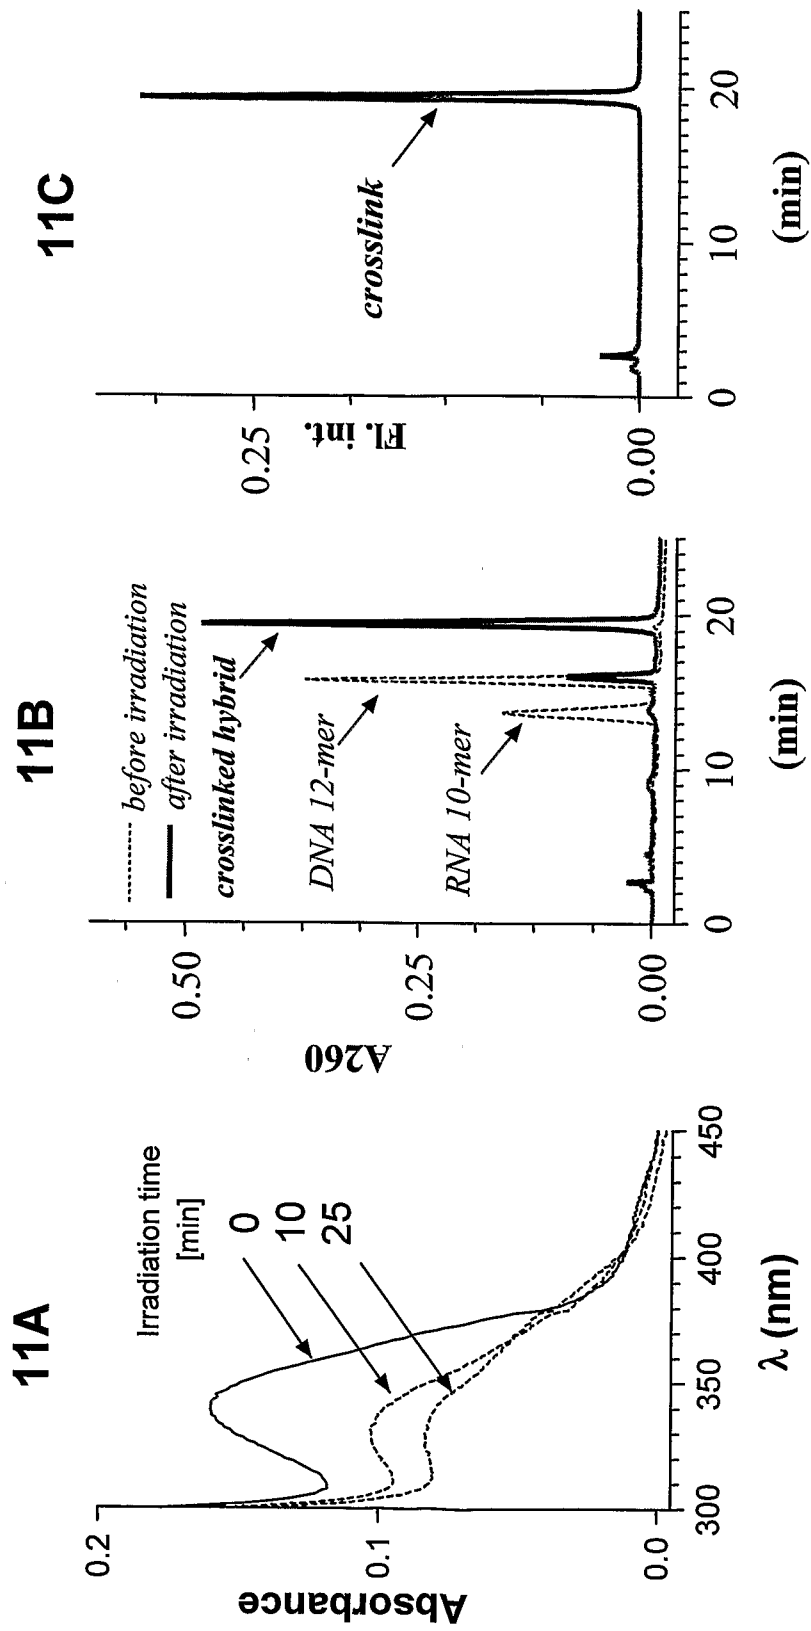 11A
Absorbance
0.2
0.1
0.0
Irradiation time
[min]
0
10
25
300
350
400
450
λ (nm)
11B
A260
0.50
0.25
0.00
before irradiation
after irradiation
crosslinked hybrid
DNA 12-mer
RNA 10-mer
0
10
20
(min)
11C
Fl. int.
0.25
0.00
crosslink
0
10
20
(min)